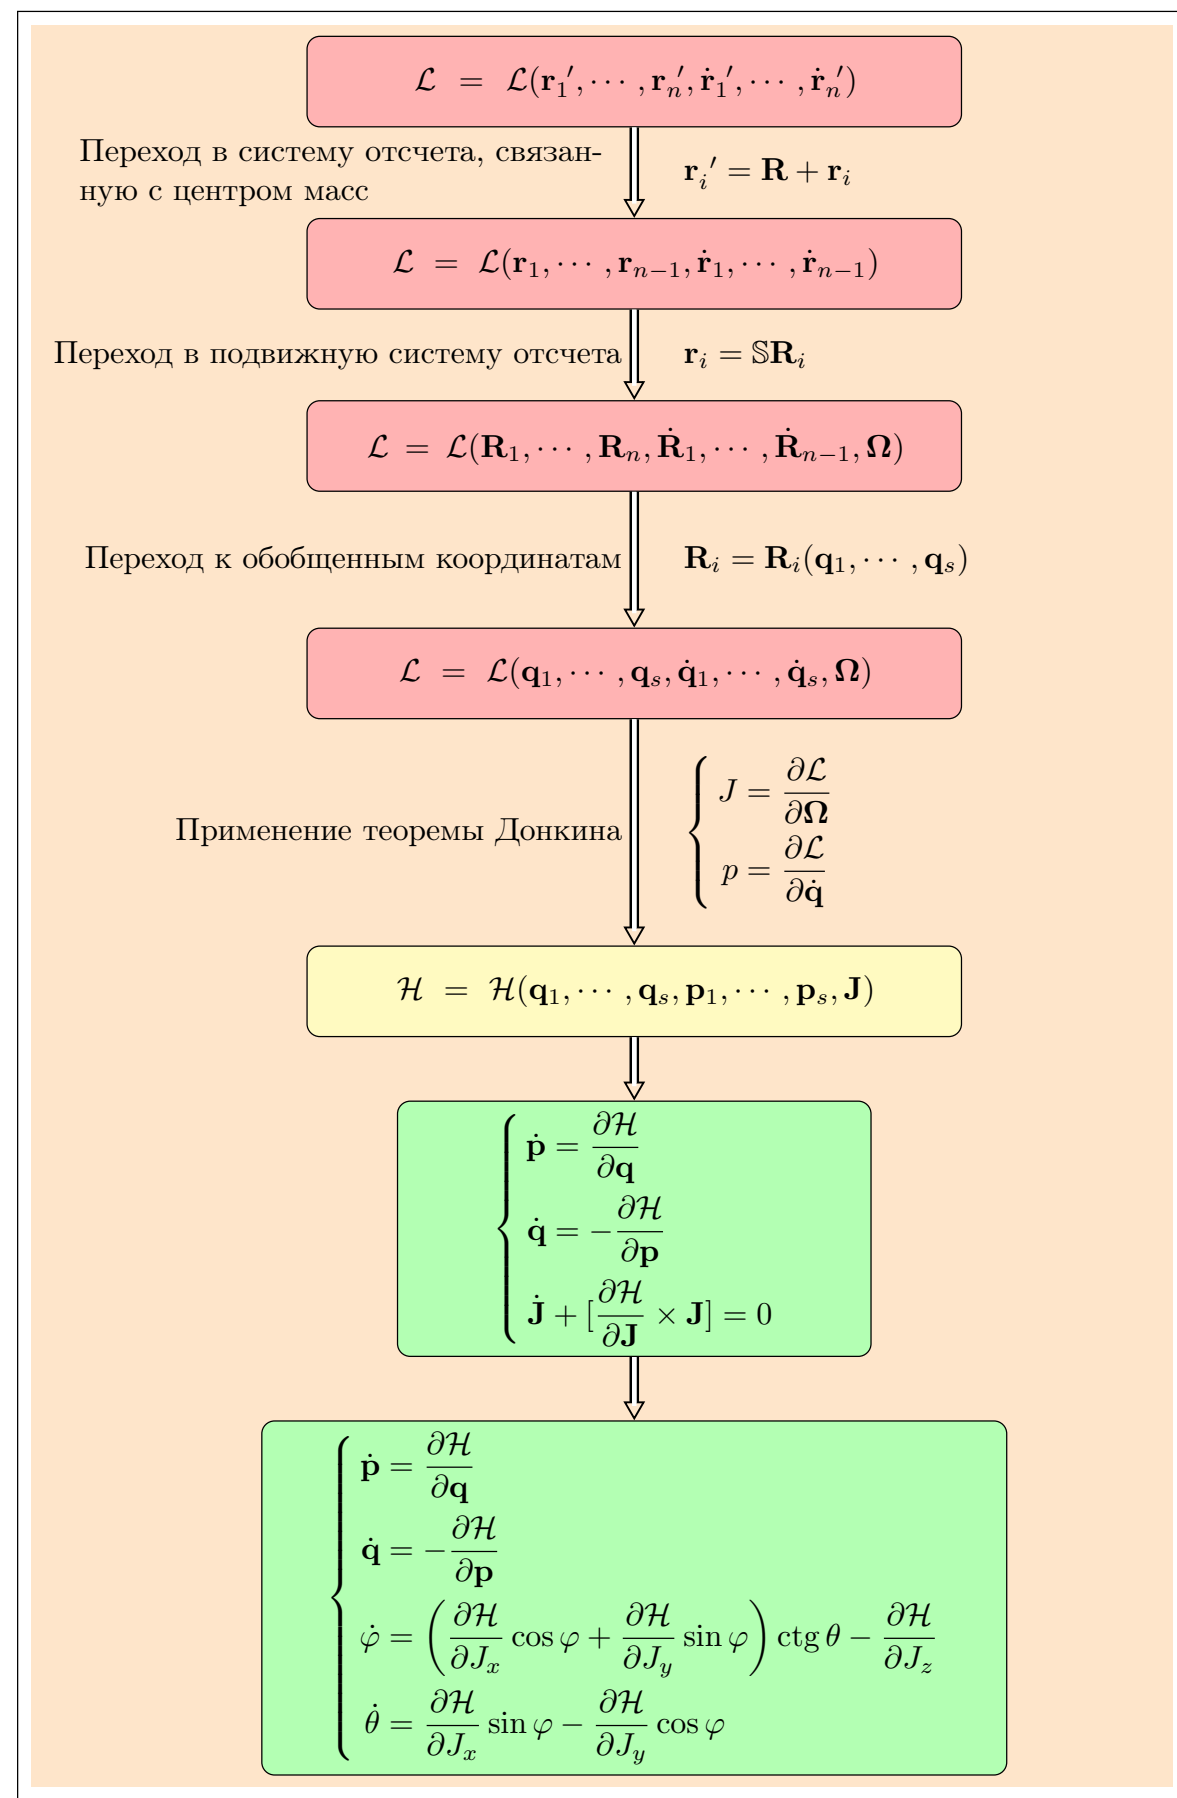 ℒ = ℒ(𝐫₁′, ⋯ , 𝐫ₙ′, 𝐫̇₁′, ⋯ , 𝐫̇ₙ′)
Переход в систему отсчета, связан-
ную с центром масс
𝐫ᵢ′ = 𝐑 + 𝐫ᵢ
ℒ = ℒ(𝐫₁, ⋯ , 𝐫ₙ₋₁, 𝐫̇₁, ⋯ , 𝐫̇ₙ₋₁)
Переход в подвижную систему отсчета 𝐫ᵢ = 𝕊𝐑ᵢ
ℒ = ℒ(𝐑₁, ⋯ , 𝐑ₙ, 𝐑̇₁, ⋯ , 𝐑̇ₙ₋₁, 𝛀)
Переход к обобщенным координатам 𝐑ᵢ = 𝐑ᵢ(𝐪₁, ⋯ , 𝐪ₛ)
ℒ = ℒ(𝐪₁, ⋯ , 𝐪ₛ, 𝐪̇₁, ⋯ , 𝐪̇ₛ, 𝛀)
Применение теоремы Донкина
J = ∂ℒ/∂𝛀
p = ∂ℒ/∂𝐪̇
ℋ = ℋ(𝐪₁, ⋯ , 𝐪ₛ, 𝐩₁, ⋯ , 𝐩ₛ, 𝐉)
𝐩̇ = ∂ℋ/∂𝐪
𝐪̇ = −∂ℋ/∂𝐩
𝐉̇ + [∂ℋ/∂𝐉 × 𝐉] = 0
𝐩̇ = ∂ℋ/∂𝐪
𝐪̇ = −∂ℋ/∂𝐩
φ̇ = (∂ℋ/∂Jₓ cos φ + ∂ℋ/∂J_y sin φ) ctg θ − ∂ℋ/∂J_z
θ̇ = ∂ℋ/∂Jₓ sin φ − ∂ℋ/∂J_y cos φ